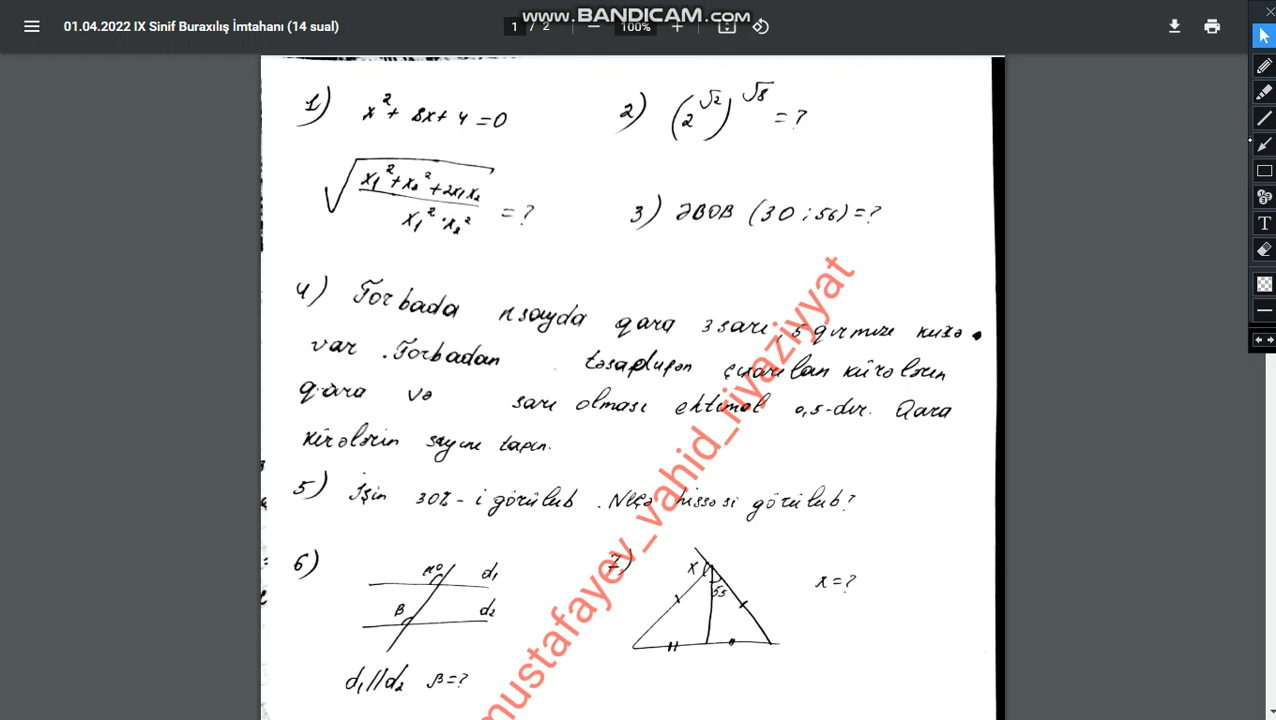 www.BANDICAM.com
01.04.2022 IX Sinif Buraxılış İmtahanı (14 sual)
1 / 2
100%
1) x² + 8x + 4 = 0
√((x₁² + x₂² + 2x₁x₂) / (x₁² · x₂²)) = ?
2) (2^√2)^√8 = ?
3) ƏBOB (30 ; 56) = ?
4) Torbada n sayda qara 3 sarı, 5 qırmızı kürə
var. Torbadan təsadüfən çıxarılan kürələrin
qara və sarı olması ehtimal 0,5-dır. Qara
kürələrin sayını tapın.
5) İşin 30%-i görülüb. Neçə hissəsi görülüb?
6)
d₁
β
d₂
d₁ // d₂ β = ?
7)
x
55
x = ?
mustafayev_vahid_riyaziyyat